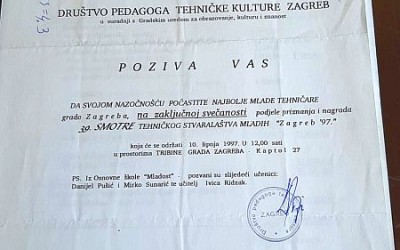 DRUŠTVO PEDAGOGA TEHNIČKE KULTURE ZAGREB
u suradnji s Gradskim uredom za obrazovanje, kulturu i znanost
POZIVA VAS
DA SVOJOM NAZOČNOŠĆU POČASTITE NAJBOLJE MLADE TEHNIČARE
grada Zagreba, na zaključnoj svečanosti podjele priznanja i nagrada
39. SMOTRE TEHNIČKOG STVARALAŠTVA MLADIH "Zagreb '97."
koja će se održati 10. lipnja 1997. U 12,00 sati
u prostorima TRIBINE GRADA ZAGREBA - Kaptol 27
PS. Iz Osnovne škole "Mladost" - pozvani su slijedeći učenici:
Danijel Pušić i Mirko Sunarić te učitelj Ivica Ridzak.
ZAGREB